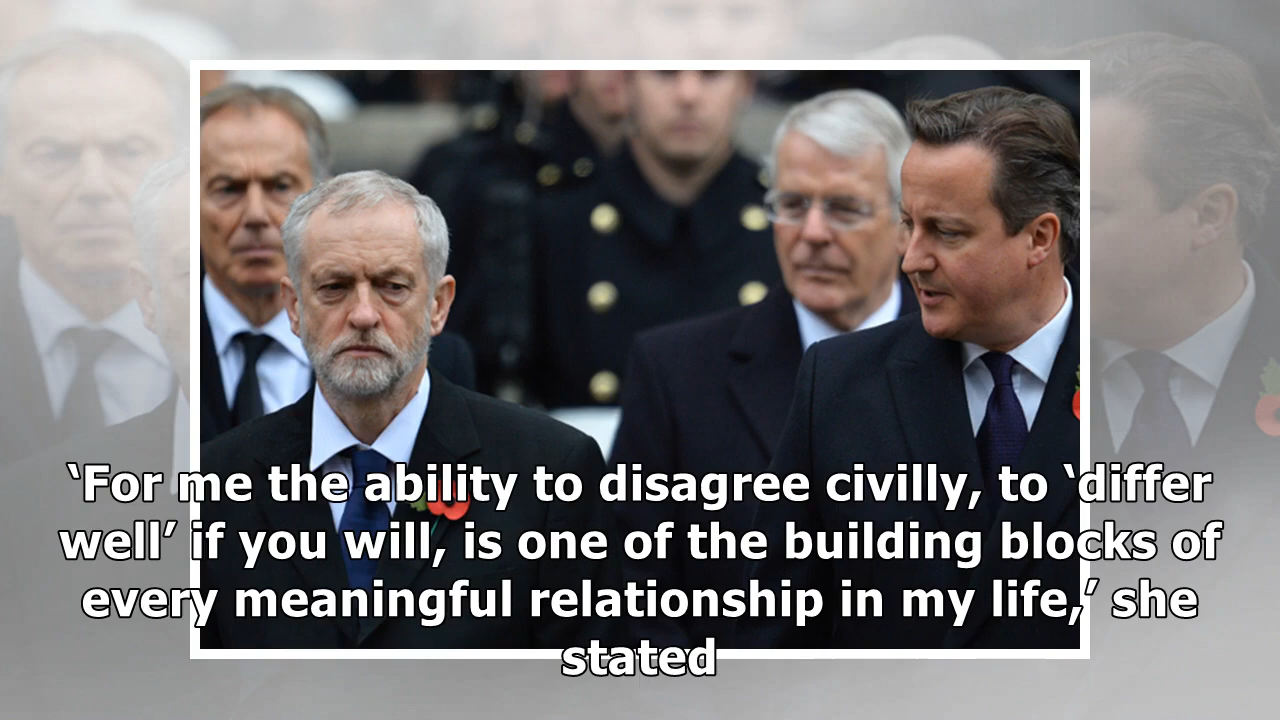 ‘For me the ability to disagree civilly, to ‘differ
well’ if you will, is one of the building blocks of
every meaningful relationship in my life,’ she
stated